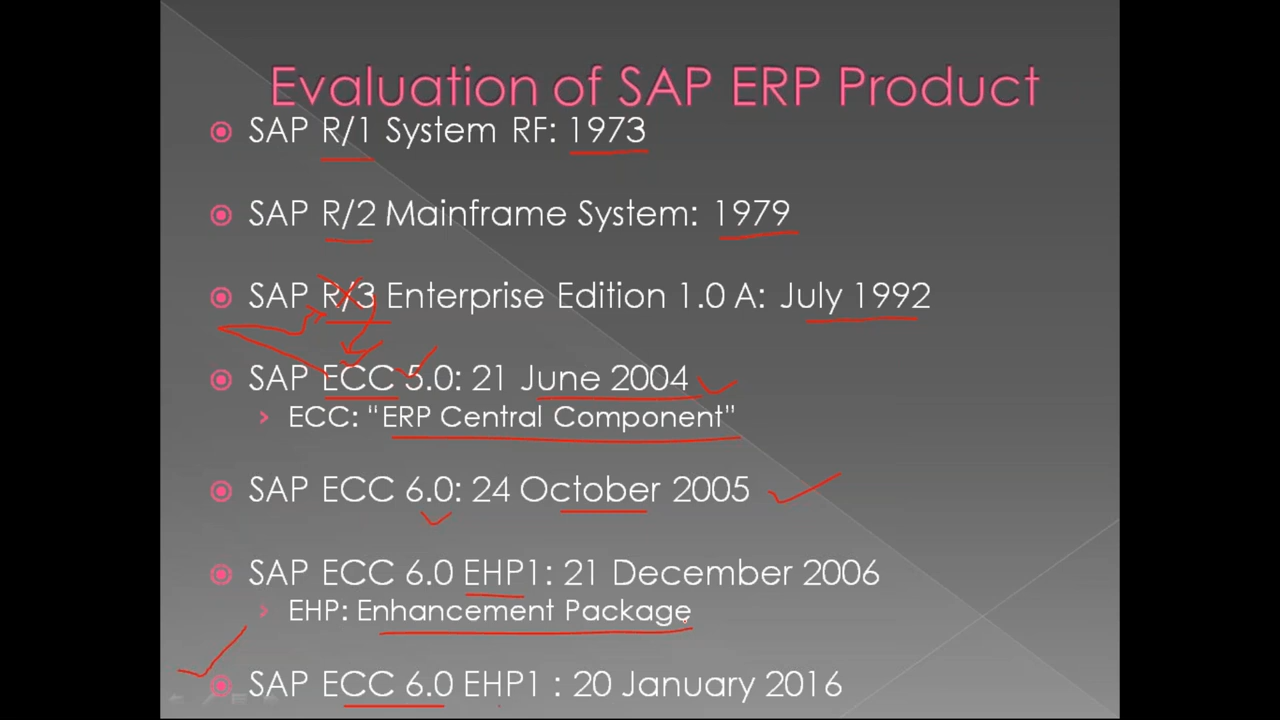 Evaluation of SAP ERP Product
SAP R/1 System RF: 1973
SAP R/2 Mainframe System: 1979
SAP R/3 Enterprise Edition 1.0 A: July 1992
SAP ECC 5.0: 21 June 2004
ECC: “ERP Central Component”
SAP ECC 6.0: 24 October 2005
SAP ECC 6.0 EHP1: 21 December 2006
EHP: Enhancement Package
SAP ECC 6.0 EHP1 : 20 January 2016